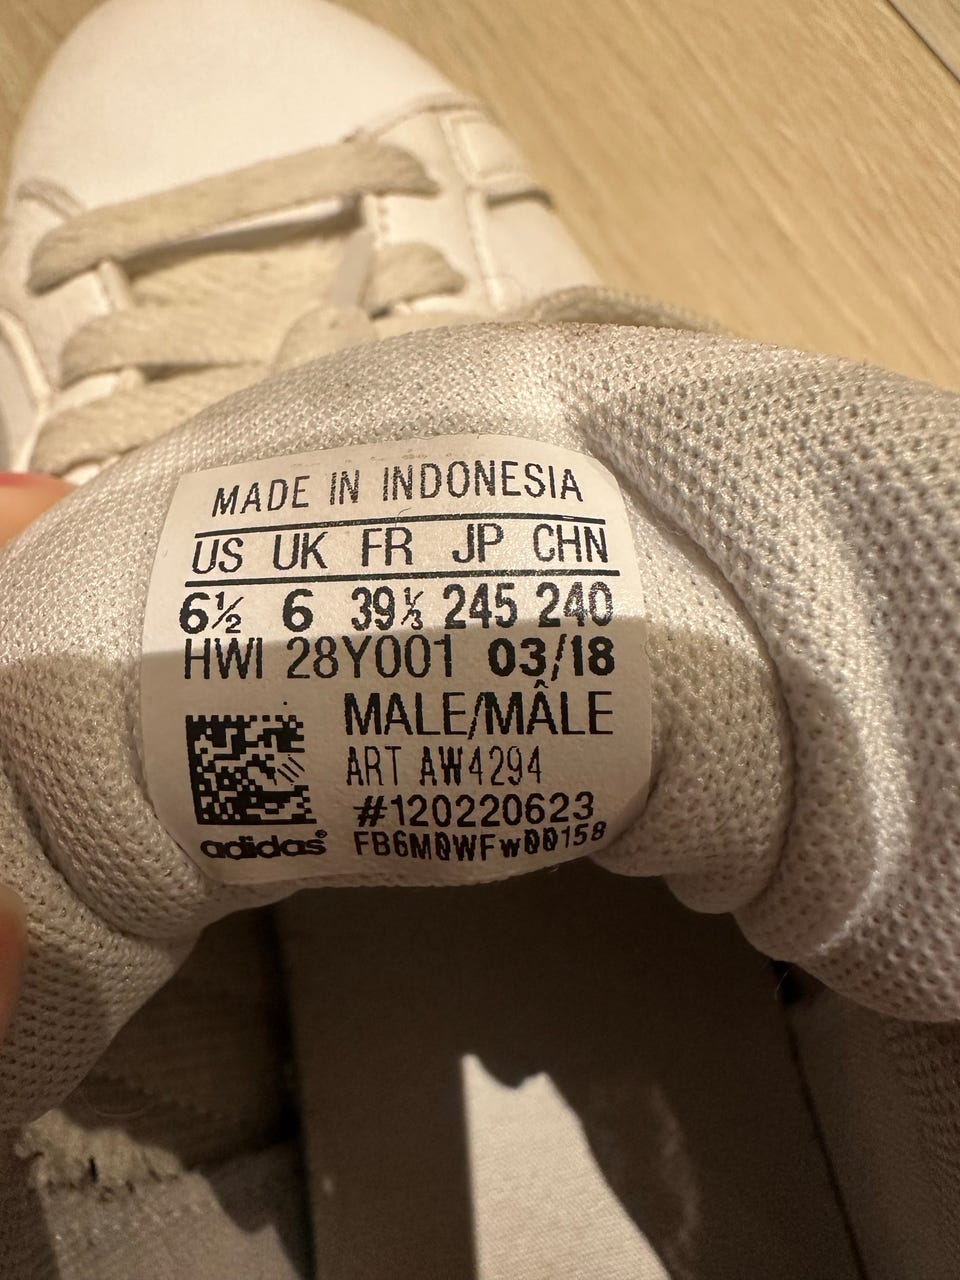 MADE IN INDONESIA
US UK FR JP CHN
6½ 6 39⅓ 245 240
HWI 28Y001 03/18
MALE/MÂLE
ART AW4294
#120220623
adidas® FB6M0WFw00158